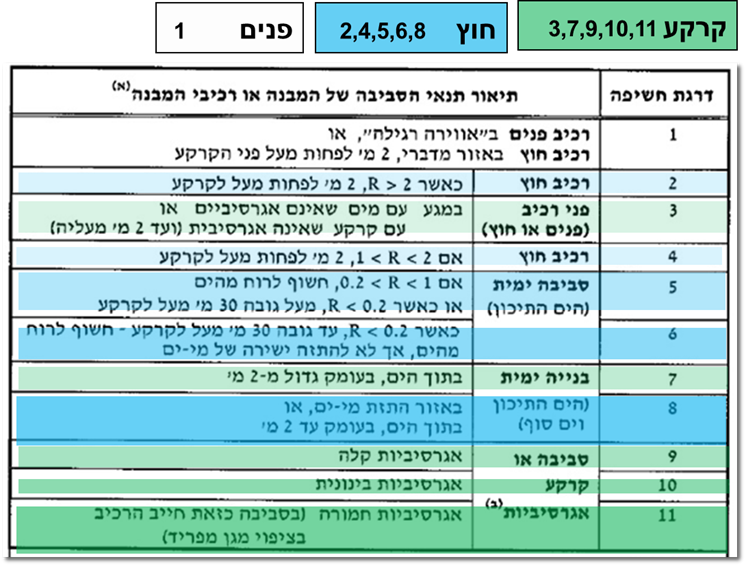 קרקע 3,7,9,10,11
חוץ 2,4,5,6,8
פנים 1
דרגת חשיפה
תיאור תנאי הסביבה של המבנה או רכיבי המבנה(א)
1
רכיב פנים ב"אווירה רגילה", או
רכיב חוץ באזור מדברי, 2 מ' לפחות מעל פני הקרקע
2
רכיב חוץ
כאשר R > 2, 2 מ' לפחות מעל לקרקע
3
פני רכיב
(פנים או חוץ)
במגע עם מים שאינם אגרסיביים או
עם קרקע שאינה אגרסיבית (ועד 2 מ' מעליה)
4
רכיב חוץ
אם 1 < R < 2, 2 מ' לפחות מעל לקרקע
5
סביבה ימית
(הים התיכון)
אם 0.2 < R < 1, חשוף לרוח מהים
או כאשר R < 0.2, מעל גובה 30 מ' מעל לקרקע
6
כאשר R < 0.2, עד גובה 30 מ' מעל לקרקע - חשוף לרוח
מהים, אך לא להתזה ישירה של מי-ים
7
בנייה ימית
(הים התיכון
וים סוף)
בתוך הים, בעומק גדול מ-2 מ'
8
באזור התזת מי-ים, או
בתוך הים, בעומק עד 2 מ'
9
סביבה או
קרקע
אגרסיביות(ב)
אגרסיביות קלה
10
אגרסיביות בינונית
11
אגרסיביות חמורה (בסביבה כזאת חייב הרכיב
בציפוי מגן מפריד)